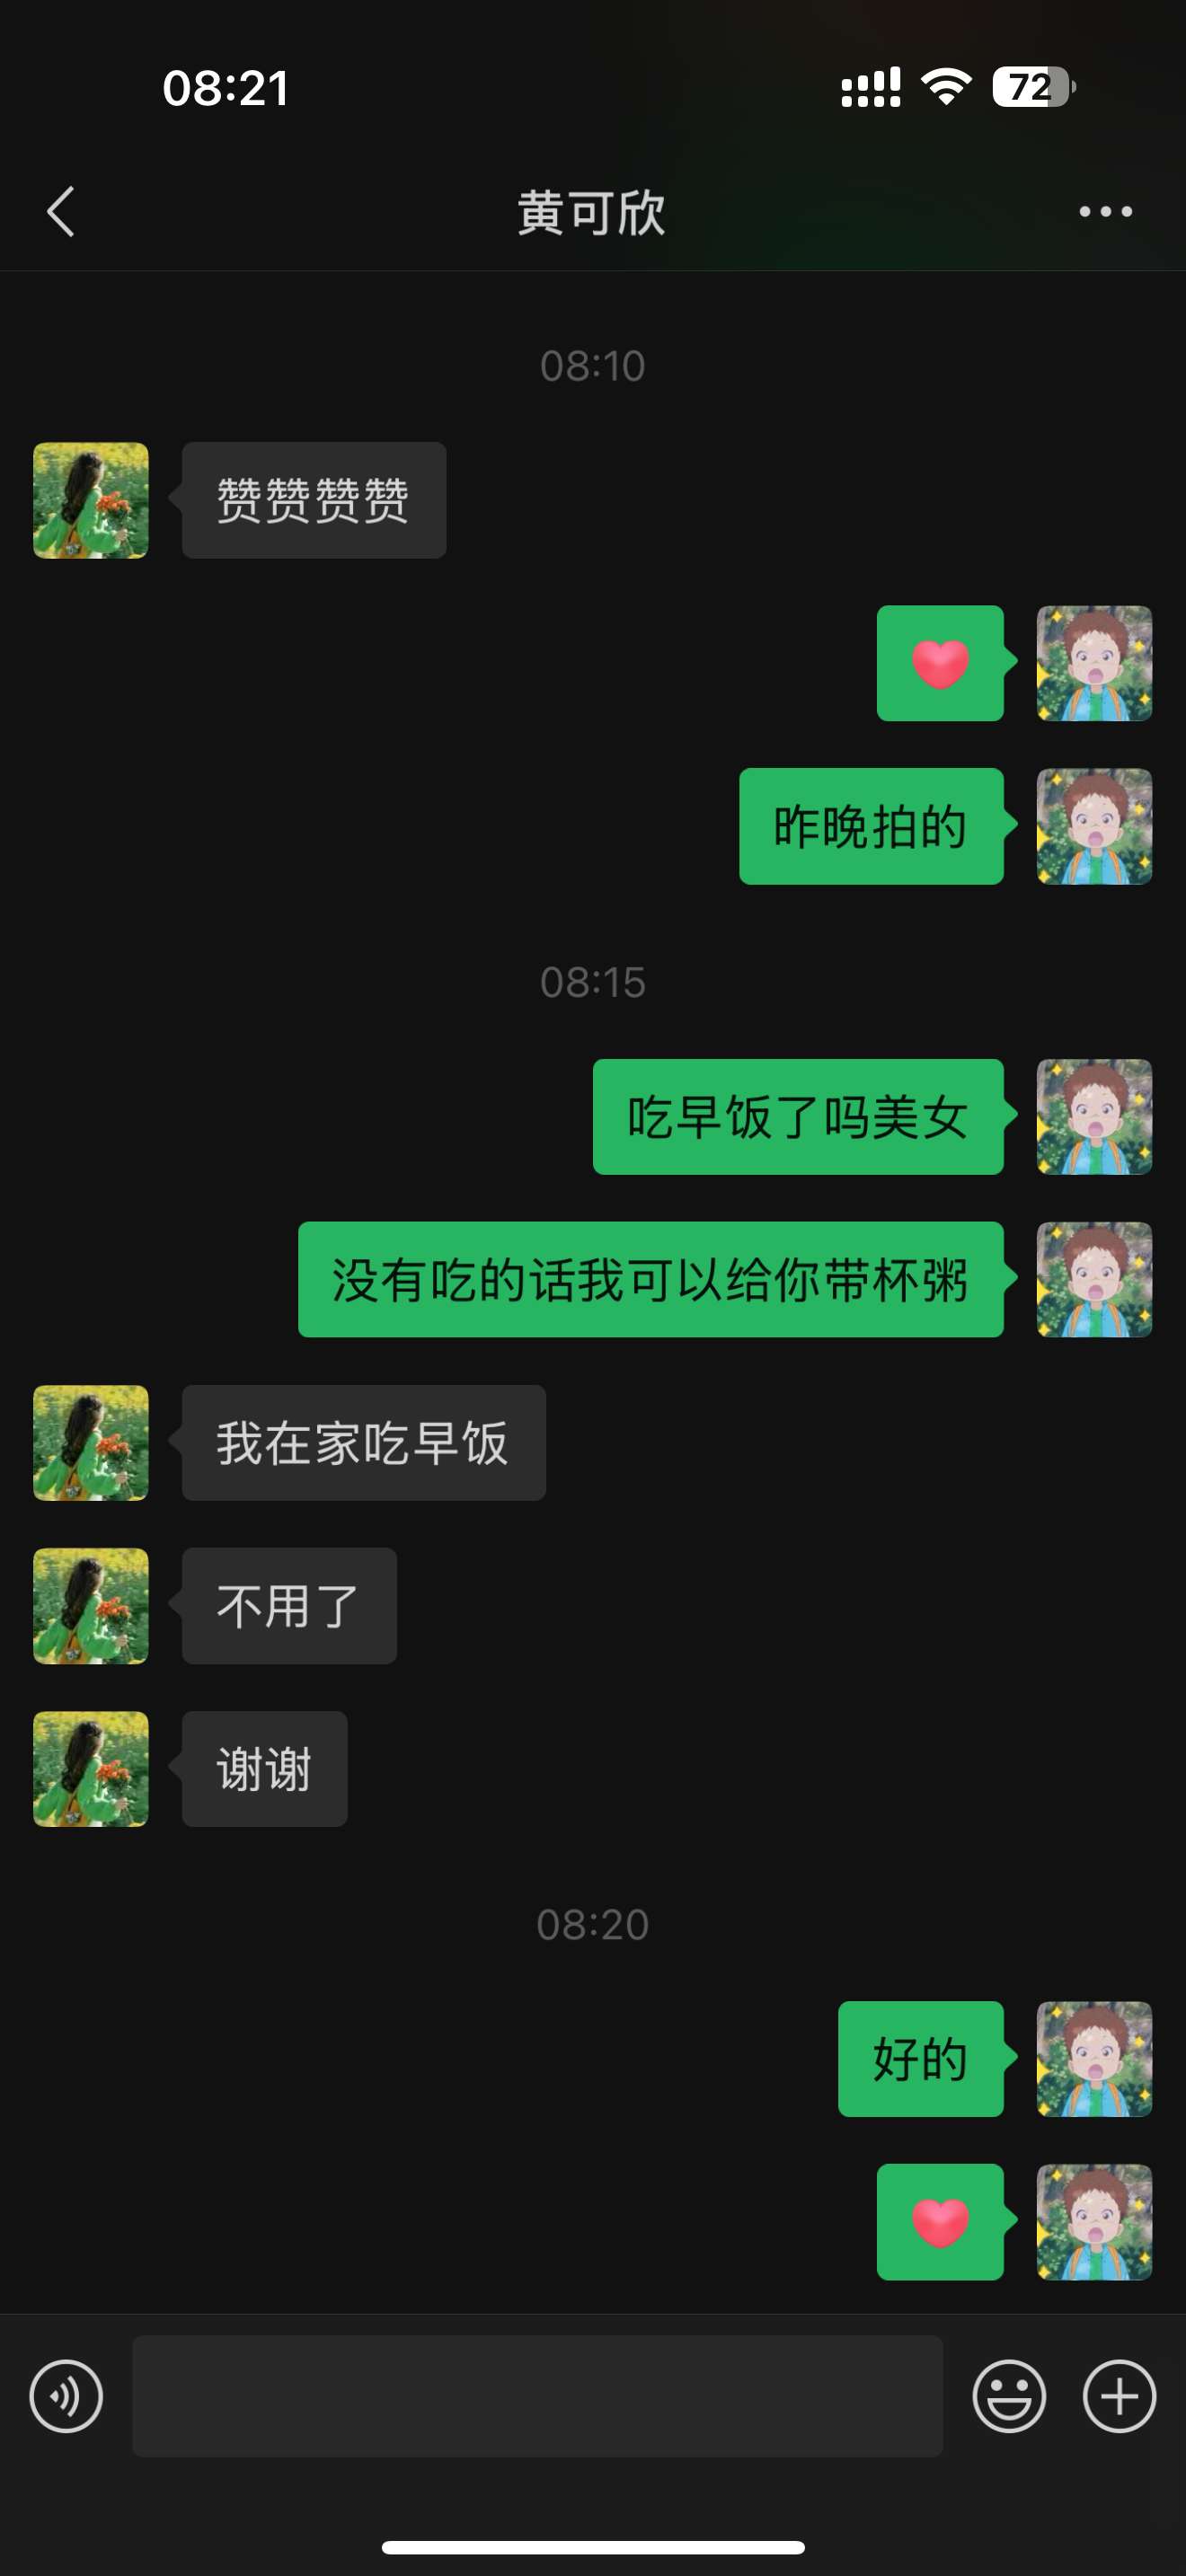 08:21
72
黄可欣
08:10
赞赞赞赞
昨晚拍的
08:15
吃早饭了吗美女
没有吃的话我可以给你带杯粥
我在家吃早饭
不用了
谢谢
08:20
好的